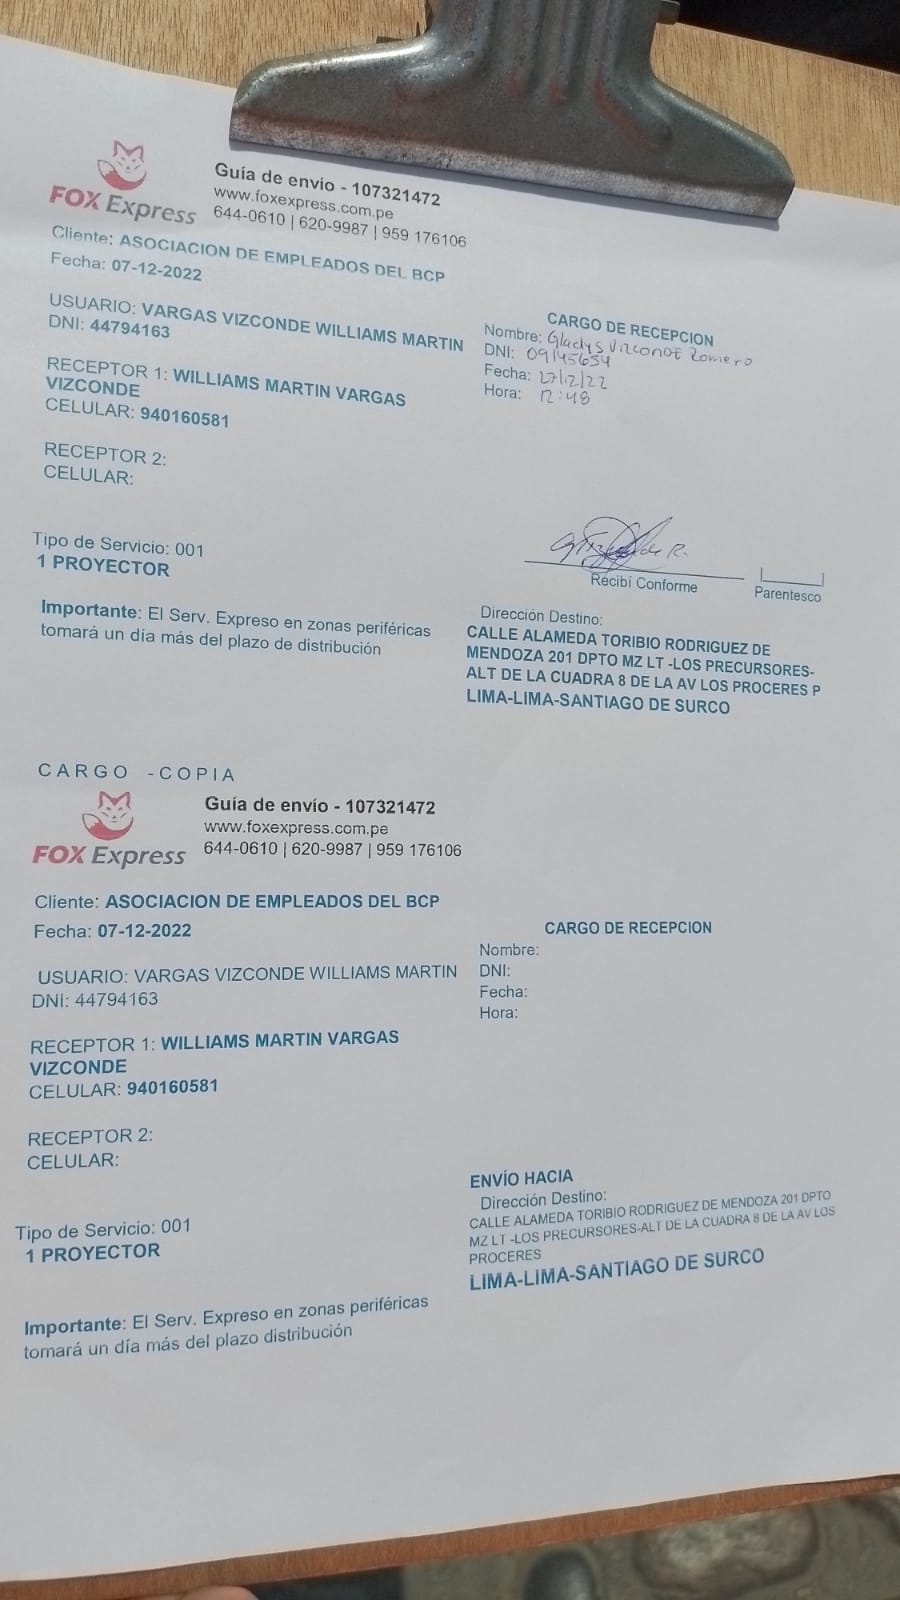 FOX Express
Guía de envío - 107321472
www.foxexpress.com.pe
644-0610 | 620-9987 | 959 176106
Cliente: ASOCIACION DE EMPLEADOS DEL BCP
Fecha: 07-12-2022
USUARIO: VARGAS VIZCONDE WILLIAMS MARTIN
DNI: 44794163
RECEPTOR 1: WILLIAMS MARTIN VARGAS
VIZCONDE
CELULAR: 940160581
RECEPTOR 2:
CELULAR:
CARGO DE RECEPCION
Nombre: Gladys Vizconde Romero
DNI: 09145654
Fecha: 27/12/22
Hora: 12:48
Tipo de Servicio: 001
1 PROYECTOR
Importante: El Serv. Expreso en zonas periféricas
tomará un día más del plazo de distribución
Recibí Conforme
Parentesco
Dirección Destino:
CALLE ALAMEDA TORIBIO RODRIGUEZ DE
MENDOZA 201 DPTO MZ LT -LOS PRECURSORES-
ALT DE LA CUADRA 8 DE LA AV LOS PROCERES P
LIMA-LIMA-SANTIAGO DE SURCO
CARGO - COPIA
FOX Express
Guía de envío - 107321472
www.foxexpress.com.pe
644-0610 | 620-9987 | 959 176106
Cliente: ASOCIACION DE EMPLEADOS DEL BCP
Fecha: 07-12-2022
USUARIO: VARGAS VIZCONDE WILLIAMS MARTIN
DNI: 44794163
RECEPTOR 1: WILLIAMS MARTIN VARGAS
VIZCONDE
CELULAR: 940160581
RECEPTOR 2:
CELULAR:
CARGO DE RECEPCION
Nombre:
DNI:
Fecha:
Hora:
Tipo de Servicio: 001
1 PROYECTOR
Importante: El Serv. Expreso en zonas periféricas
tomará un día más del plazo distribución
ENVÍO HACIA
Dirección Destino:
CALLE ALAMEDA TORIBIO RODRIGUEZ DE MENDOZA 201 DPTO
MZ LT -LOS PRECURSORES-ALT DE LA CUADRA 8 DE LA AV LOS
PROCERES
LIMA-LIMA-SANTIAGO DE SURCO